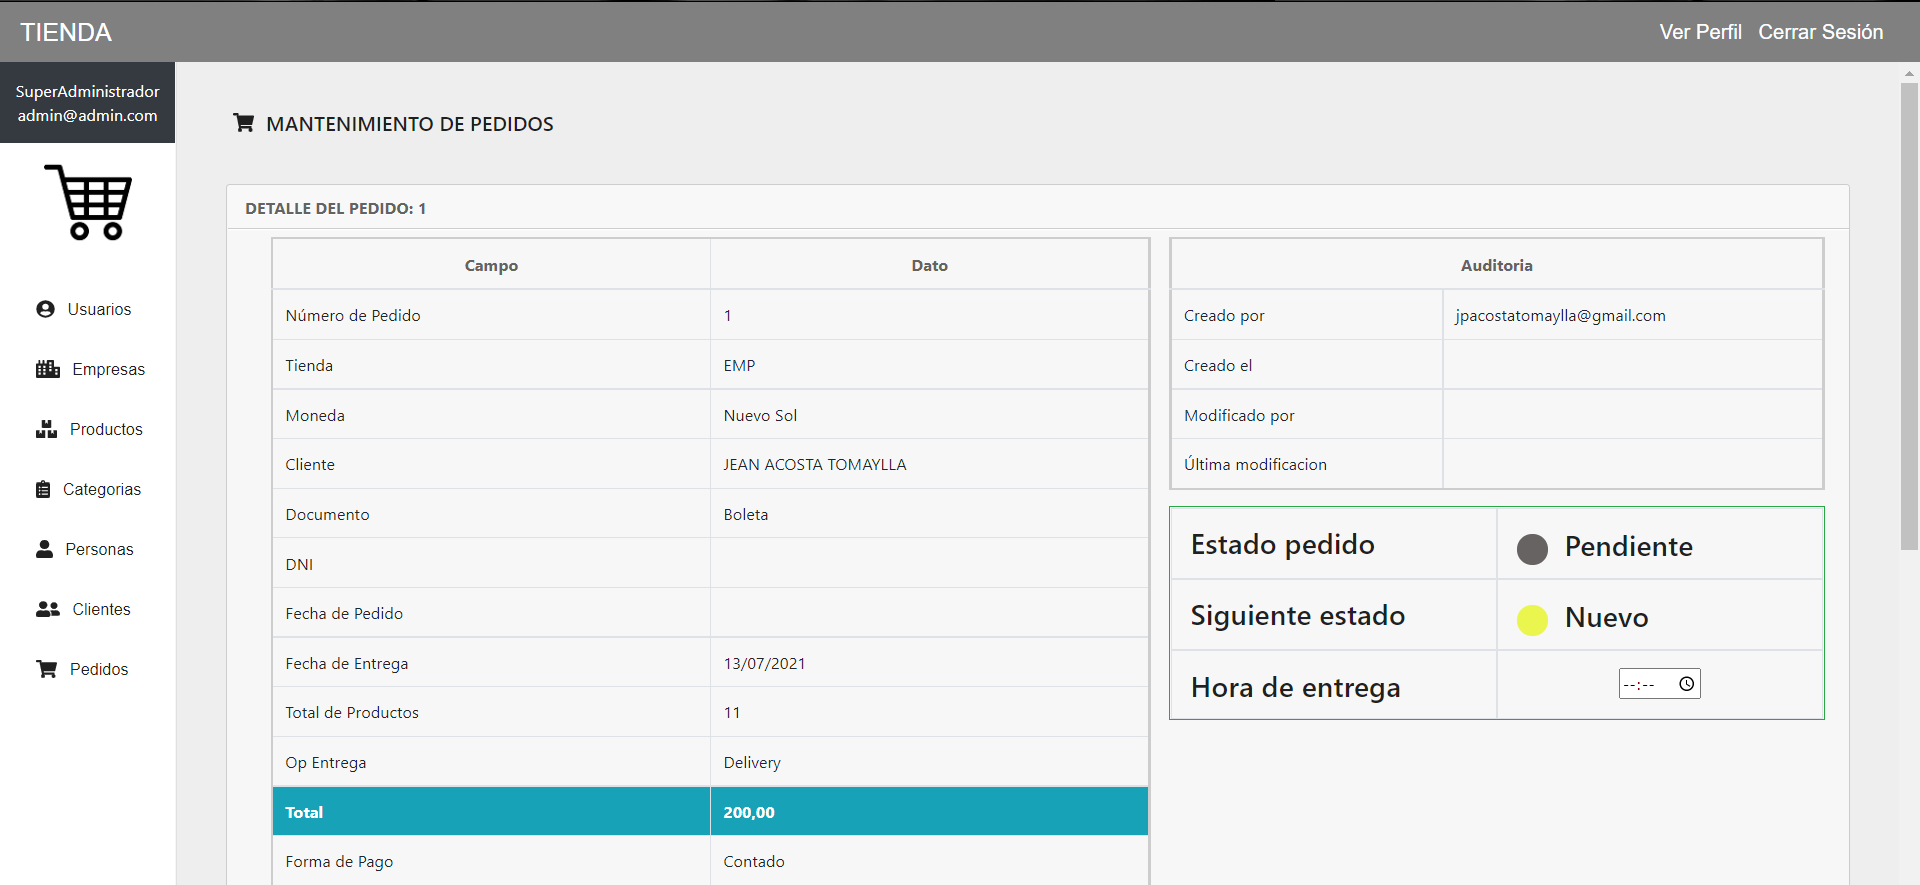 TIENDA
Ver Perfil Cerrar Sesión
SuperAdministrador
admin@admin.com
Usuarios
Empresas
Productos
Categorias
Personas
Clientes
Pedidos
MANTENIMIENTO DE PEDIDOS
DETALLE DEL PEDIDO: 1
Campo Dato
Número de Pedido 1
Tienda EMP
Moneda Nuevo Sol
Cliente JEAN ACOSTA TOMAYLLA
Documento Boleta
DNI
Fecha de Pedido
Fecha de Entrega 13/07/2021
Total de Productos 11
Op Entrega Delivery
Total 200,00
Forma de Pago Contado
Auditoria
Creado por jpacostatomaylla@gmail.com
Creado el
Modificado por
Última modificacion
Estado pedido Pendiente
Siguiente estado Nuevo
Hora de entrega --:--